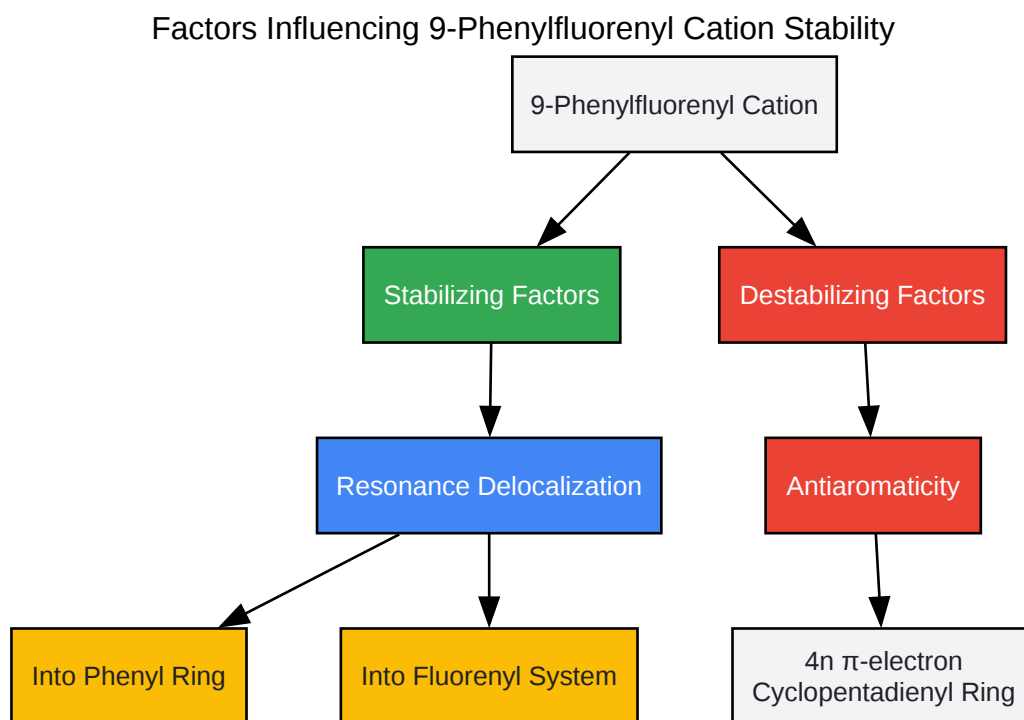 Factors Influencing 9-Phenylfluorenyl Cation Stability
9-Phenylfluorenyl Cation
Stabilizing Factors
Destabilizing Factors
Resonance Delocalization
Antiaromaticity
Into Phenyl Ring
Into Fluorenyl System
4n π-electron
Cyclopentadienyl Ring